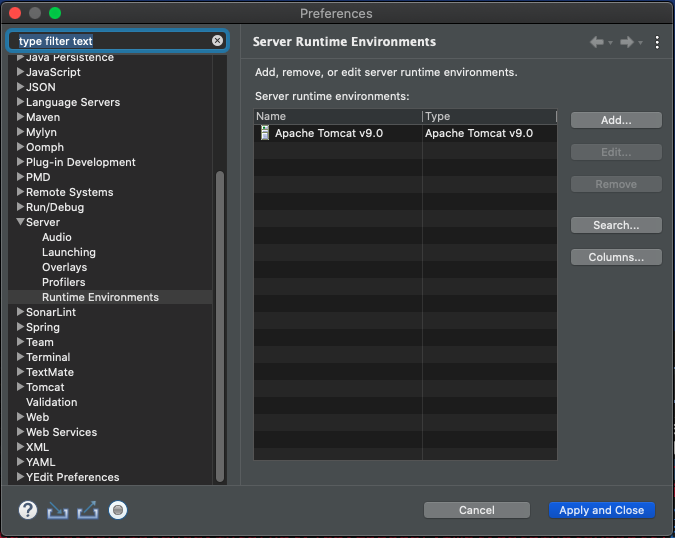 Preferences
type filter text
Java Persistence
JavaScript
JSON
Language Servers
Maven
Mylyn
Oomph
Plug-in Development
PMD
Remote Systems
Run/Debug
Server
Audio
Launching
Overlays
Profilers
Runtime Environments
SonarLint
Spring
Team
Terminal
TextMate
Tomcat
Validation
Web
Web Services
XML
YAML
YEdit Preferences
Server Runtime Environments
Add, remove, or edit server runtime environments.
Server runtime environments:
Name Type
Apache Tomcat v9.0 Apache Tomcat v9.0
Add...
Edit...
Remove
Search...
Columns...
?
Cancel
Apply and Close